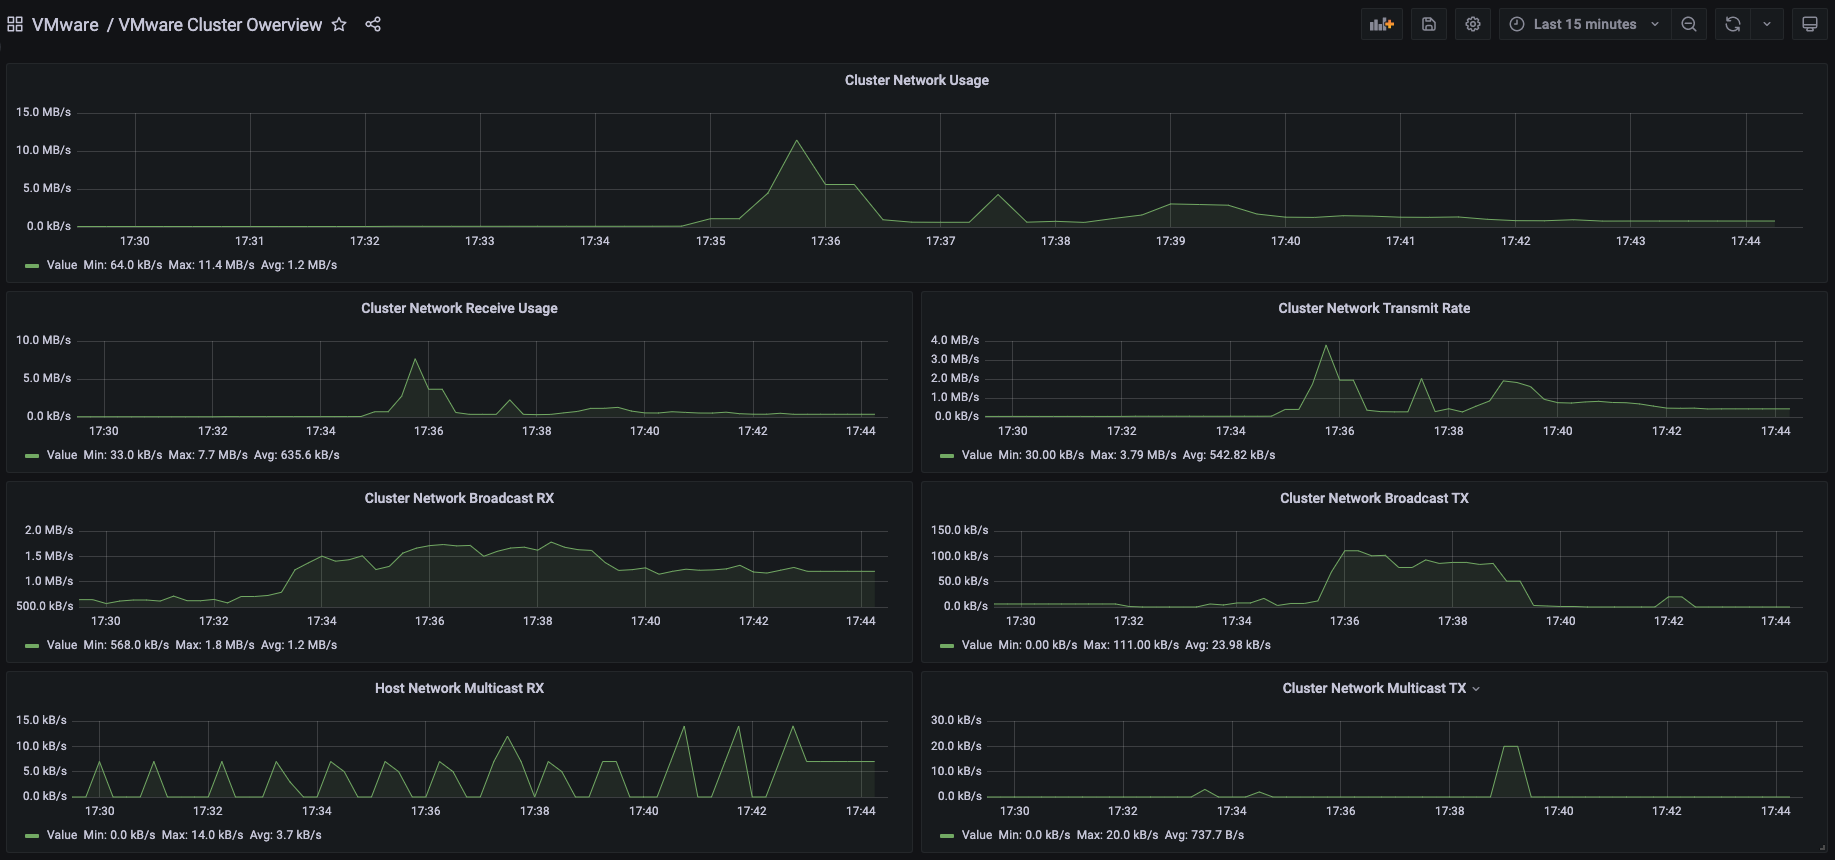 VMware / VMware Cluster Owerview
Last 15 minutes
Cluster Network Usage
15.0 MB/s
10.0 MB/s
5.0 MB/s
0.0 kB/s
17:30 17:31 17:32 17:33 17:34 17:35 17:36 17:37 17:38 17:39 17:40 17:41 17:42 17:43 17:44
Value Min: 64.0 kB/s Max: 11.4 MB/s Avg: 1.2 MB/s
Cluster Network Receive Usage
10.0 MB/s
5.0 MB/s
0.0 kB/s
17:30 17:32 17:34 17:36 17:38 17:40 17:42 17:44
Value Min: 33.0 kB/s Max: 7.7 MB/s Avg: 635.6 kB/s
Cluster Network Transmit Rate
4.0 MB/s
3.0 MB/s
2.0 MB/s
1.0 MB/s
0.0 kB/s
17:30 17:32 17:34 17:36 17:38 17:40 17:42 17:44
Value Min: 30.00 kB/s Max: 3.79 MB/s Avg: 542.82 kB/s
Cluster Network Broadcast RX
2.0 MB/s
1.5 MB/s
1.0 MB/s
500.0 kB/s
17:30 17:32 17:34 17:36 17:38 17:40 17:42 17:44
Value Min: 568.0 kB/s Max: 1.8 MB/s Avg: 1.2 MB/s
Cluster Network Broadcast TX
150.0 kB/s
100.0 kB/s
50.0 kB/s
0.0 kB/s
17:30 17:32 17:34 17:36 17:38 17:40 17:42 17:44
Value Min: 0.00 kB/s Max: 111.00 kB/s Avg: 23.98 kB/s
Host Network Multicast RX
15.0 kB/s
10.0 kB/s
5.0 kB/s
0.0 kB/s
17:30 17:32 17:34 17:36 17:38 17:40 17:42 17:44
Value Min: 0.0 kB/s Max: 14.0 kB/s Avg: 3.7 kB/s
Cluster Network Multicast TX
30.0 kB/s
20.0 kB/s
10.0 kB/s
0.0 kB/s
17:30 17:32 17:34 17:36 17:38 17:40 17:42 17:44
Value Min: 0.0 kB/s Max: 20.0 kB/s Avg: 737.7 B/s